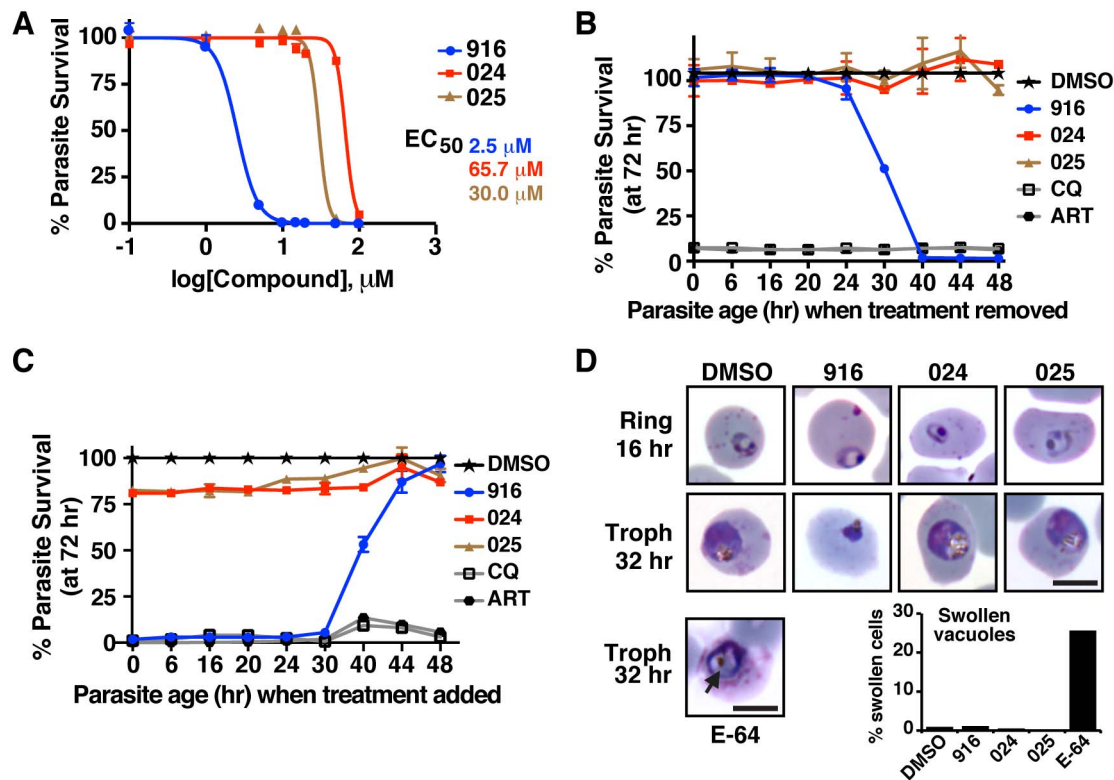 A
% Parasite Survival
100
75
50
25
0
-1 0 1 2 3
log[Compound], μM
916
024
025
EC50 2.5 μM
65.7 μM
30.0 μM
B
% Parasite Survival
(at 72 hr)
100
75
50
25
0
0 6 16 20 24 30 40 44 48
Parasite age (hr) when treatment removed
DMSO
916
024
025
CQ
ART
C
% Parasite Survival
(at 72 hr)
100
75
50
25
0
0 6 16 20 24 30 40 44 48
Parasite age (hr) when treatment added
DMSO
916
024
025
CQ
ART
D
DMSO 916 024 025
Ring
16 hr
Troph
32 hr
Troph
32 hr
E-64
% swollen cells
30
20
10
0
Swollen
vacuoles
DMSO 916 024 025 E-64